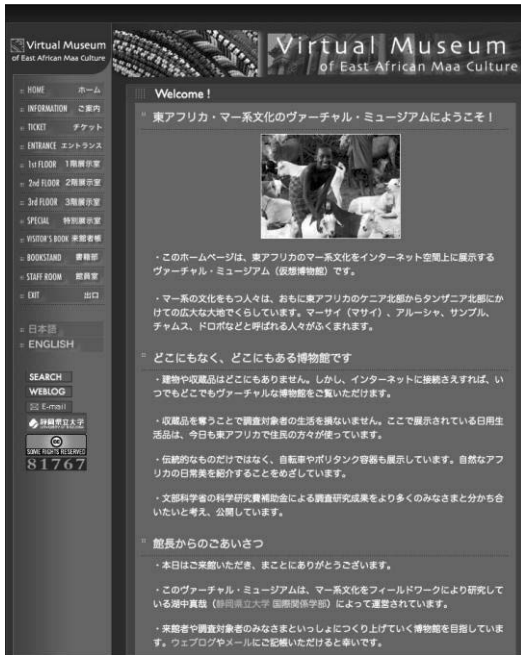 Virtual Museum
of East African Maa Culture
Virtual Museum
of East African Maa Culture
HOME ホーム
INFORMATION ご案内
TICKET チケット
ENTRANCE エントランス
1st FLOOR 1階展示室
2nd FLOOR 2階展示室
3rd FLOOR 3階展示室
SPECIAL 特別展示室
VISITOR'S BOOK 来館者帳
BOOKSTAND 書籍部
STAFF ROOM 館員室
EXIT 出口
日本語
ENGLISH
SEARCH
WEBLOG
E-mail
静岡県立大学
cc
SOME RIGHTS RESERVED
81767
Welcome !
東アフリカ・マー系文化のヴァーチャル・ミュージアムにようこそ！
・このホームページは、東アフリカのマー系文化をインターネット空間上に展示する
ヴァーチャル・ミュージアム（仮想博物館）です。
・マー系の文化をもつ人々は、おもに東アフリカのケニア北部からタンザニア北部にか
けての広大な大地でくらしています。マーサイ（マサイ）、アルーシャ、サンブル、
チャムス、ドロボなどと呼ばれる人々がふくまれます。
どこにもなく、どこにもある博物館です
・建物や収蔵品はどこにもありません。しかし、インターネットに接続さえすれば、い
つでもどこでもヴァーチャルな博物館をご覧いただけます。
・収蔵品を奪うことで調査対象者の生活を損ないません。ここで展示されている日用生
活品は、今日も東アフリカで住民の方々が使っています。
・伝統的なものだけではなく、自転車やポリタンク容器も展示しています。自然なアフ
リカの日常美を紹介することをめざしています。
・文部科学省の科学研究費補助金による調査研究成果をより多くのみなさまと分かち合
いたいと考え、公開しています。
館長からのごあいさつ
・本日はご来館いただき、まことにありがとうございます。
・このヴァーチャル・ミュージアムは、マー系文化をフィールドワークにより研究して
いる湖中真哉（静岡県立大学 国際関係学部）によって運営されています。
・来館者や調査対象者のみなさまといっしょにつくり上げていく博物館を目指していま
す。ウェブログやメールにご記帳いただけると幸いです。